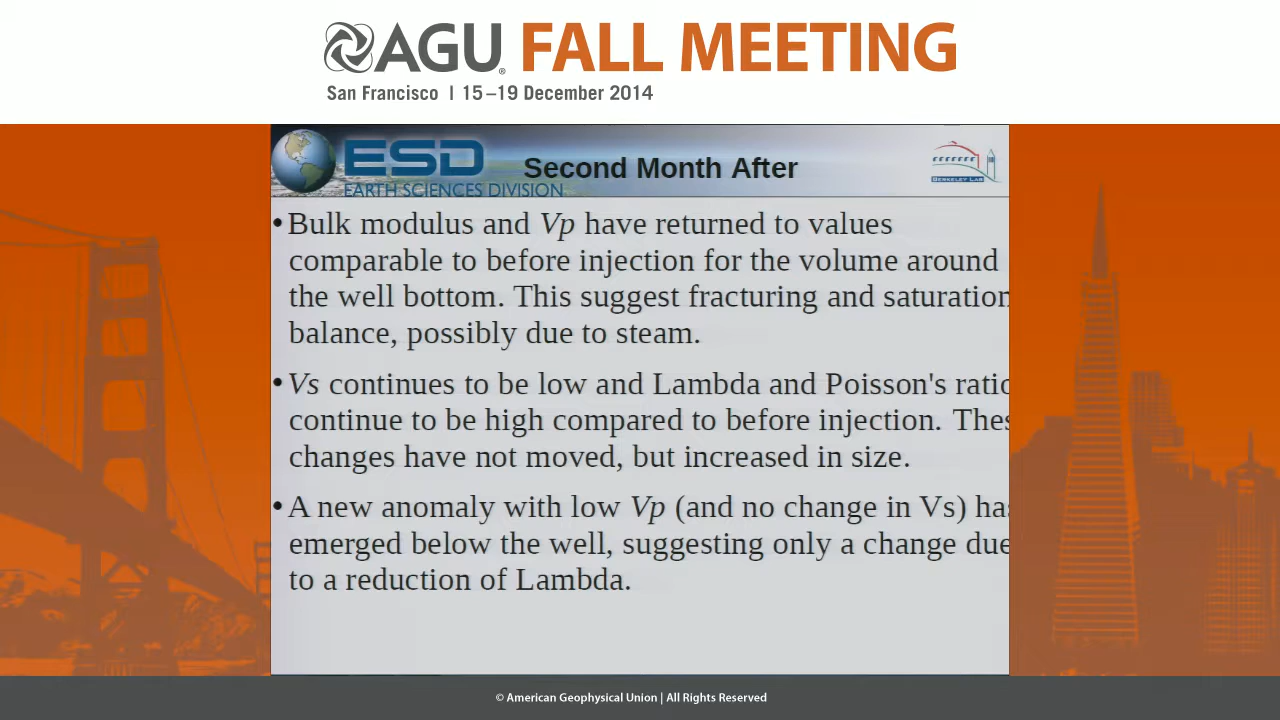 AGU FALL MEETING
San Francisco | 15–19 December 2014
ESD
EARTH SCIENCES DIVISION
Second Month After
BERKELEY LAB
•Bulk modulus and Vp have returned to values
comparable to before injection for the volume around
the well bottom. This suggest fracturing and saturation
balance, possibly due to steam.
•Vs continues to be low and Lambda and Poisson's ratio
continue to be high compared to before injection. Thes
changes have not moved, but increased in size.
•A new anomaly with low Vp (and no change in Vs) has
emerged below the well, suggesting only a change due
to a reduction of Lambda.
© American Geophysical Union | All Rights Reserved